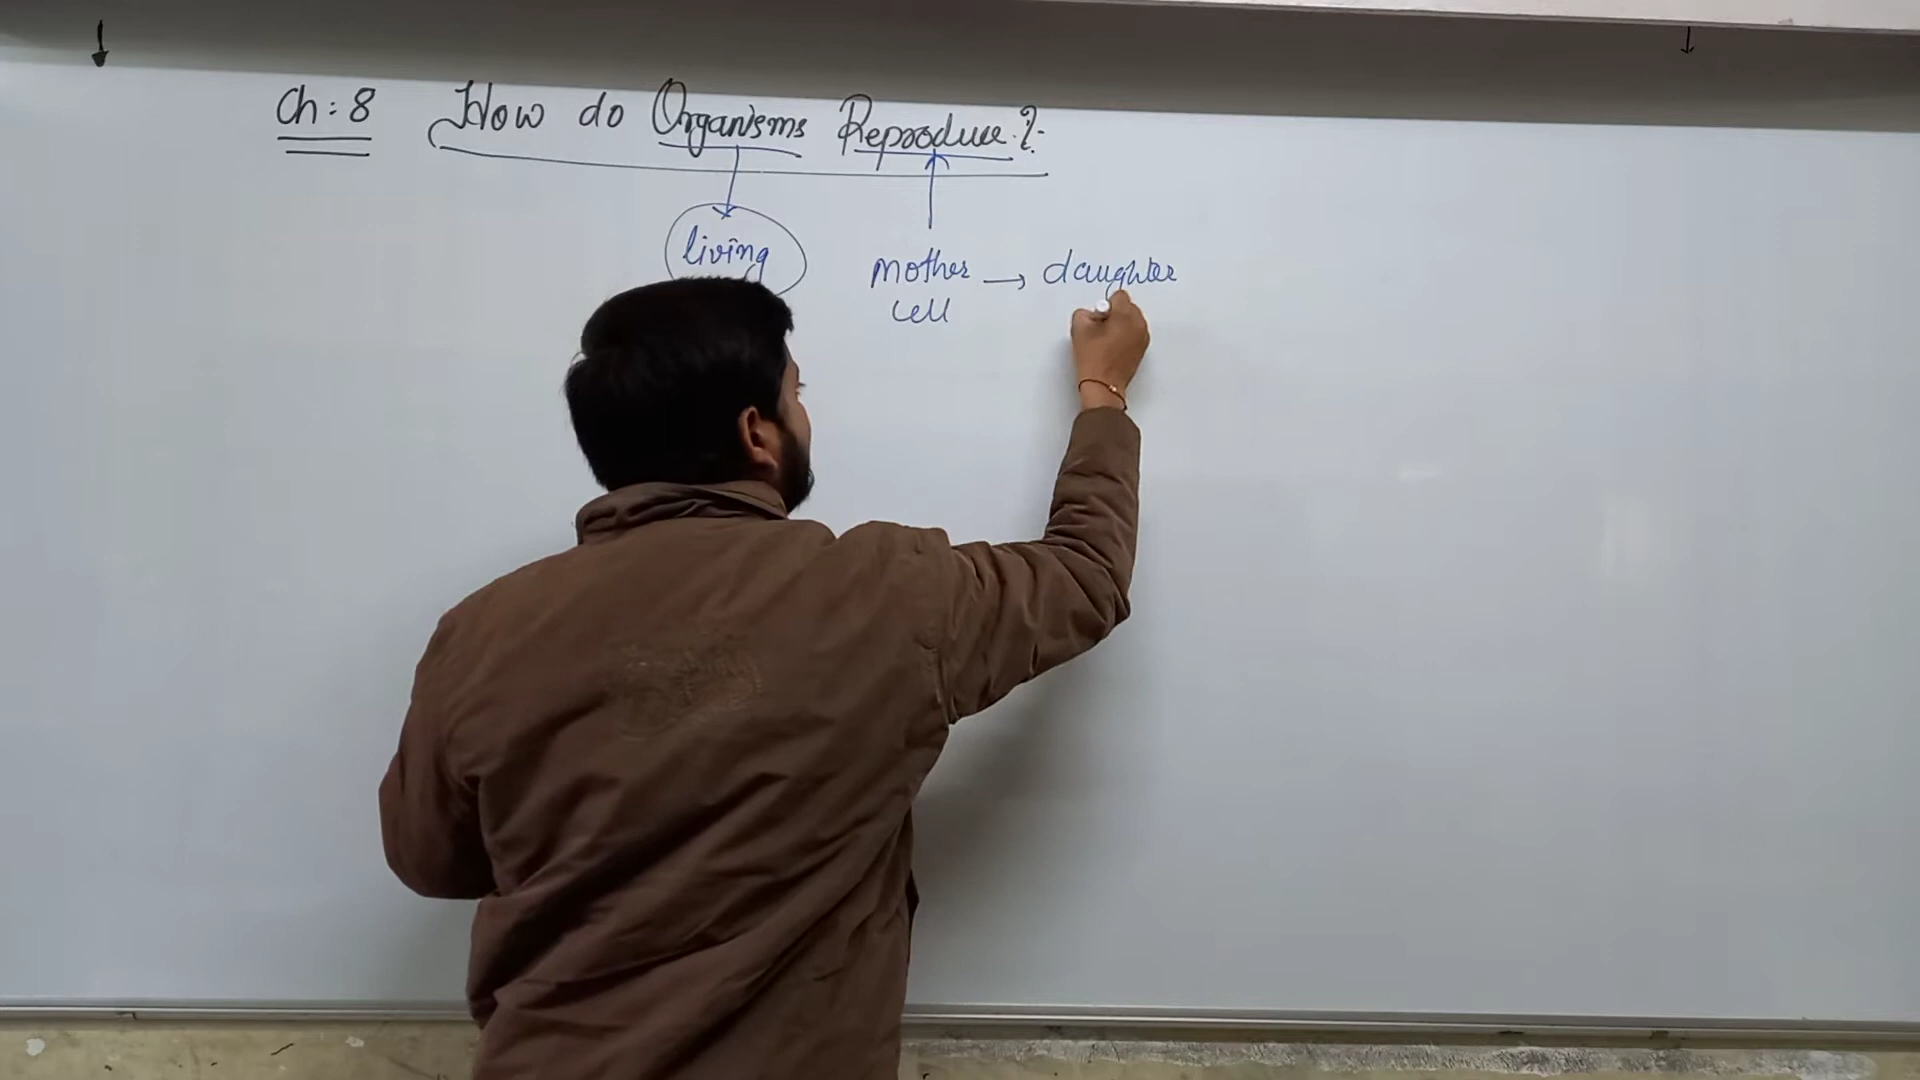 Ch: 8 How do Organisms Reproduce?
living
mother → daughter
cell